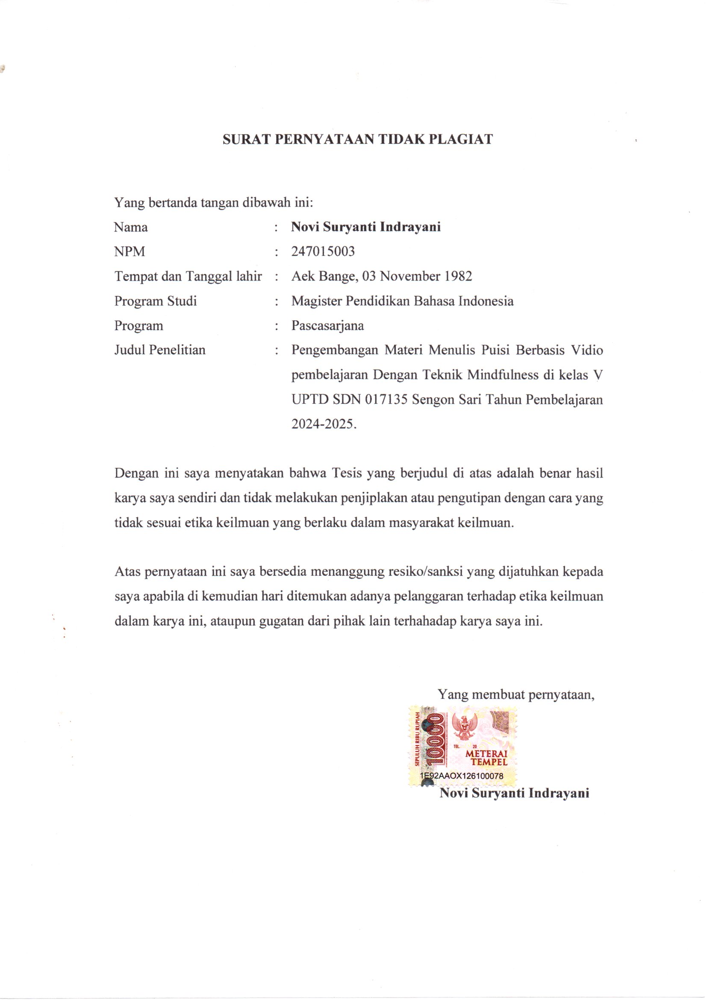 SURAT PERNYATAAN TIDAK PLAGIAT
Yang bertanda tangan dibawah ini:
Nama : Novi Suryanti Indrayani
NPM : 247015003
Tempat dan Tanggal lahir : Aek Bange, 03 November 1982
Program Studi : Magister Pendidikan Bahasa Indonesia
Program : Pascasarjana
Judul Penelitian : Pengembangan Materi Menulis Puisi Berbasis Vidio
pembelajaran Dengan Teknik Mindfulness di kelas V
UPTD SDN 017135 Sengon Sari Tahun Pembelajaran
2024-2025.
Dengan ini saya menyatakan bahwa Tesis yang berjudul di atas adalah benar hasil
karya saya sendiri dan tidak melakukan penjiplakan atau pengutipan dengan cara yang
tidak sesuai etika keilmuan yang berlaku dalam masyarakat keilmuan.
Atas pernyataan ini saya bersedia menanggung resiko/sanksi yang dijatuhkan kepada
saya apabila di kemudian hari ditemukan adanya pelanggaran terhadap etika keilmuan
dalam karya ini, ataupun gugatan dari pihak lain terhahadap karya saya ini.
Yang membuat pernyataan,
SEPULUH RIBU RUPIAH
10000
TGL. 20
METERAI
TEMPEL
1E92AAOX126100078
Novi Suryanti Indrayani